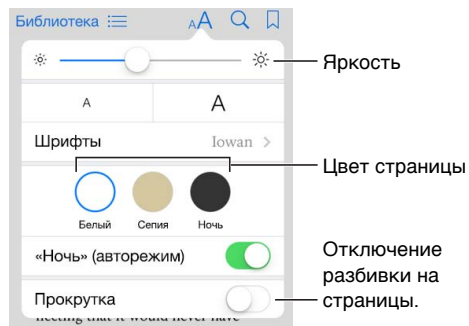 Библиотека AA
Яркость
A A
Шрифты Iowan >
Цвет страницы
Белый Сепия Ночь
«Ночь» (авторежим)
Отключение
разбивки на
страницы.
Прокрутка
that it would never have